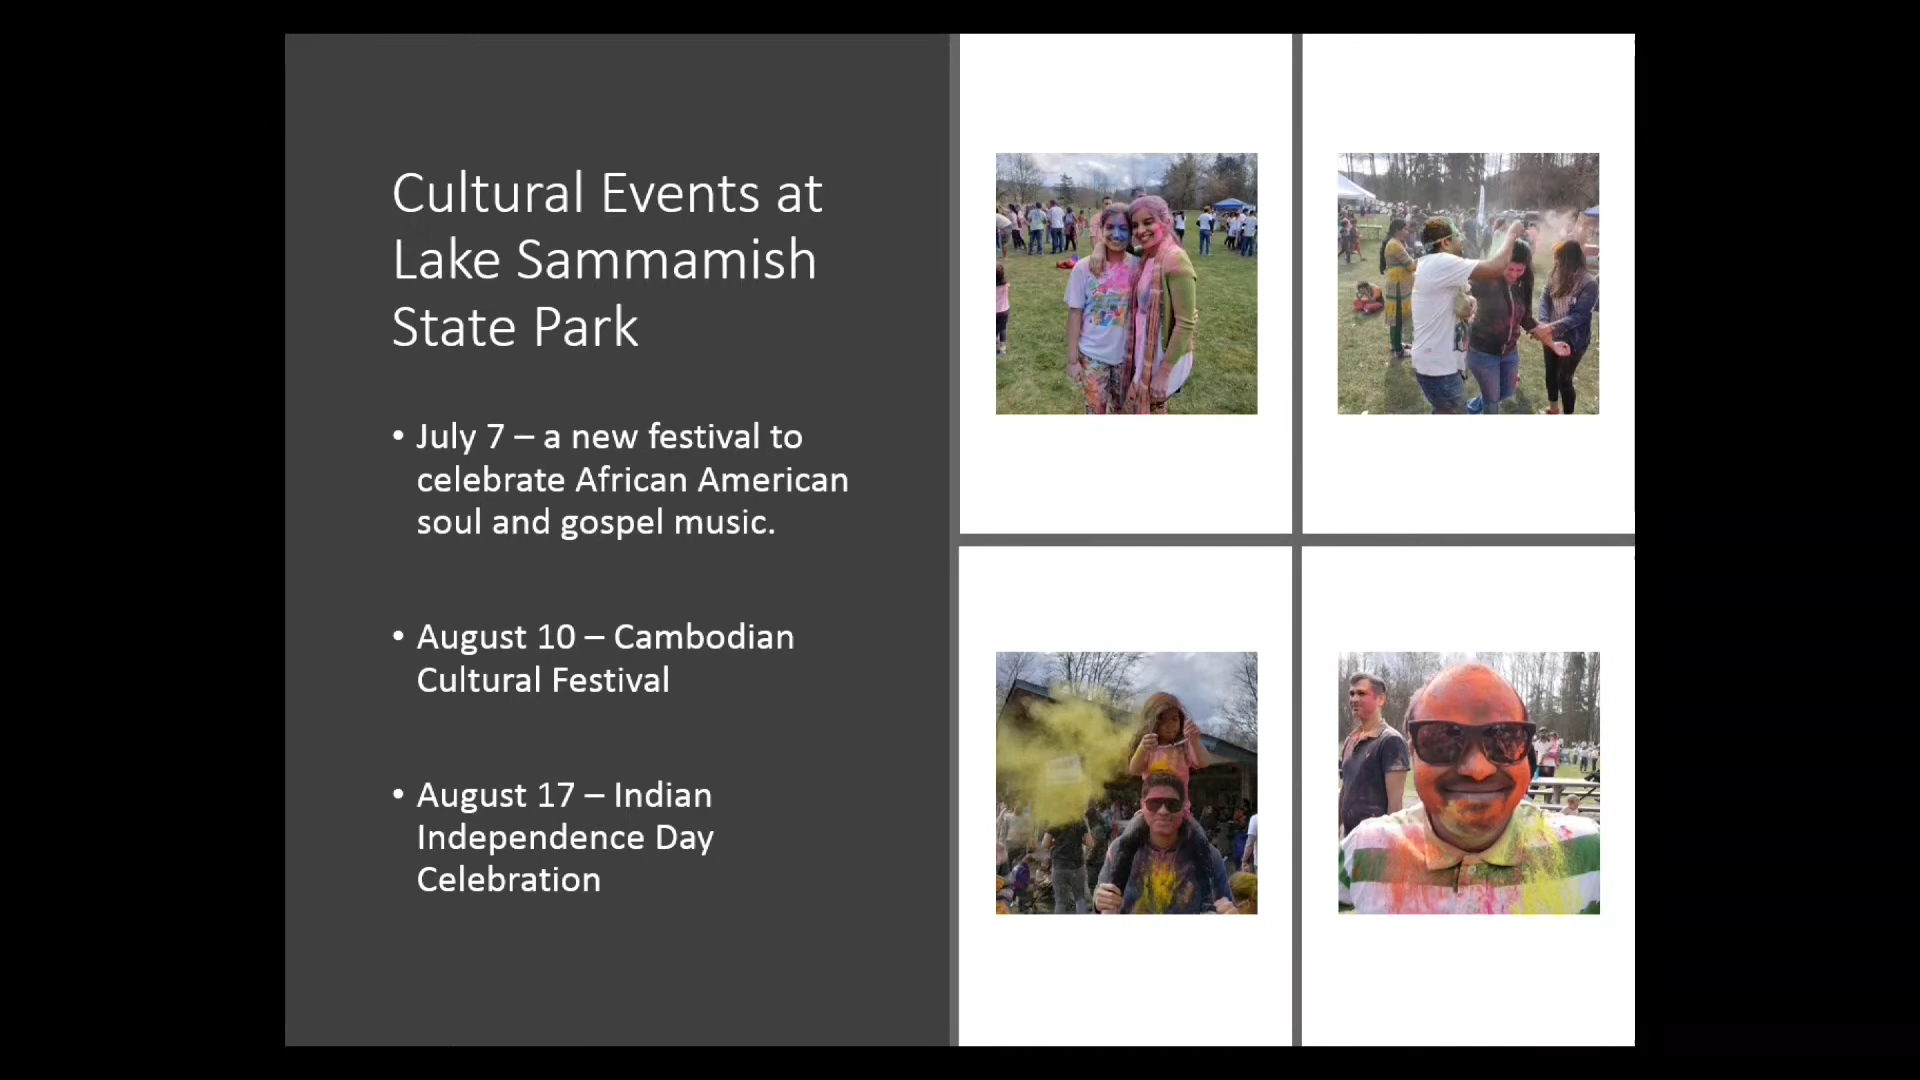 Cultural Events at
Lake Sammamish
State Park
• July 7 – a new festival to
celebrate African American
soul and gospel music.
• August 10 – Cambodian
Cultural Festival
• August 17 – Indian
Independence Day
Celebration